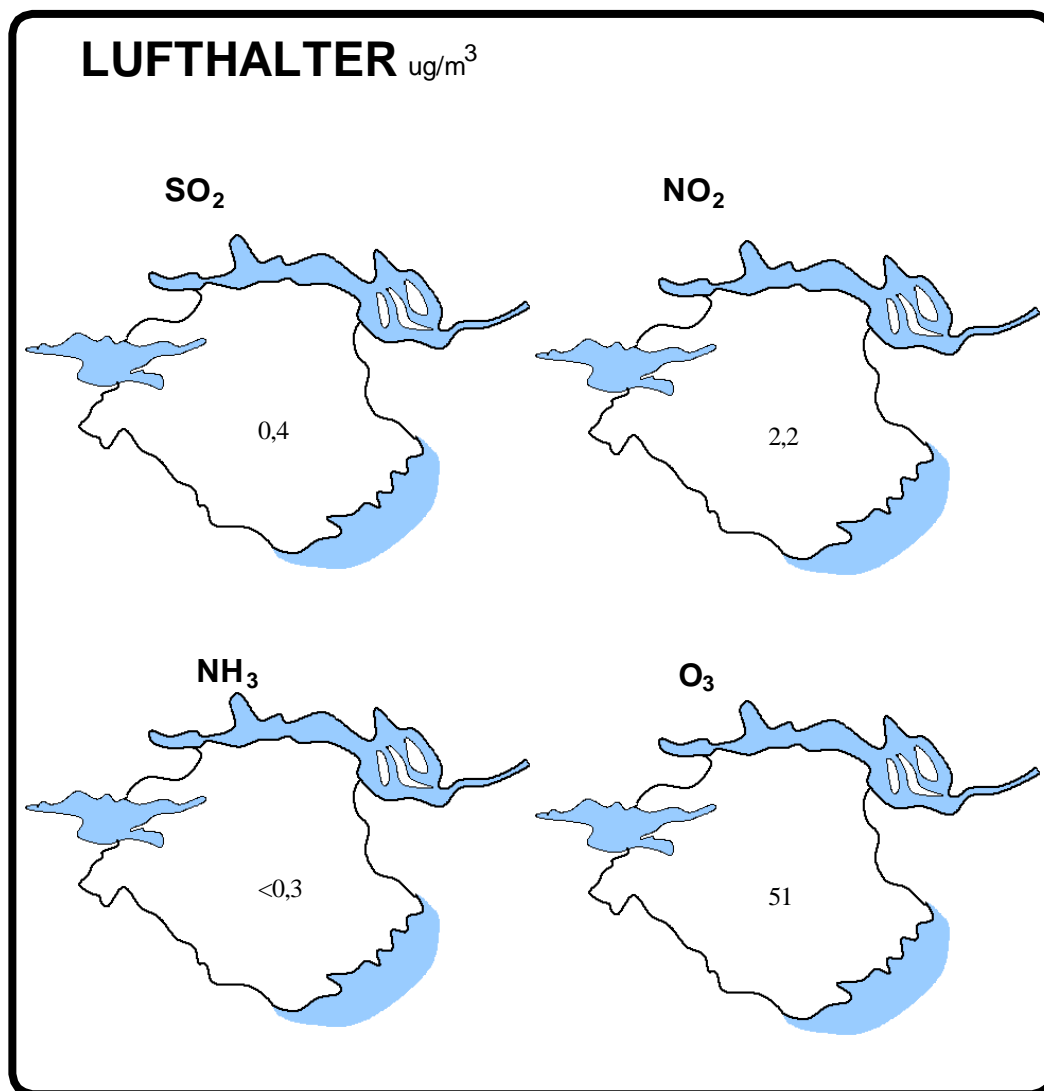 LUFTHALTER ug/m³
SO₂
NO₂
0,4
2,2
NH₃
O₃
<0,3
51